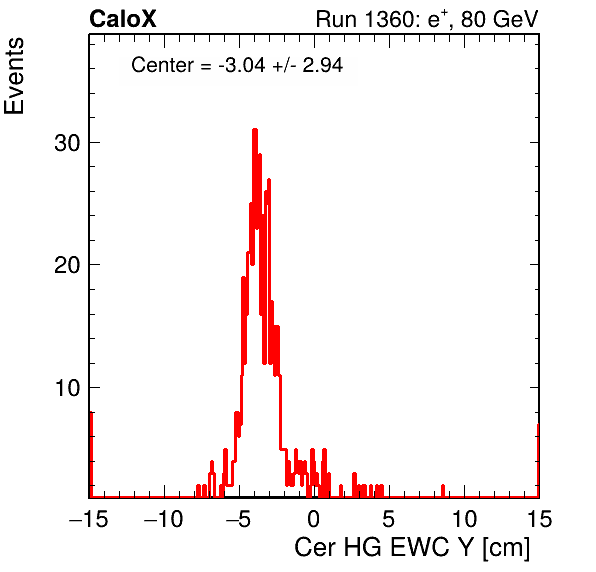 CaloX Run 1360: e⁺, 80 GeV
Center = -3.04 +/- 2.94
Events
30
20
10
−15 −10 −5 0 5 10 15
Cer HG EWC Y [cm]